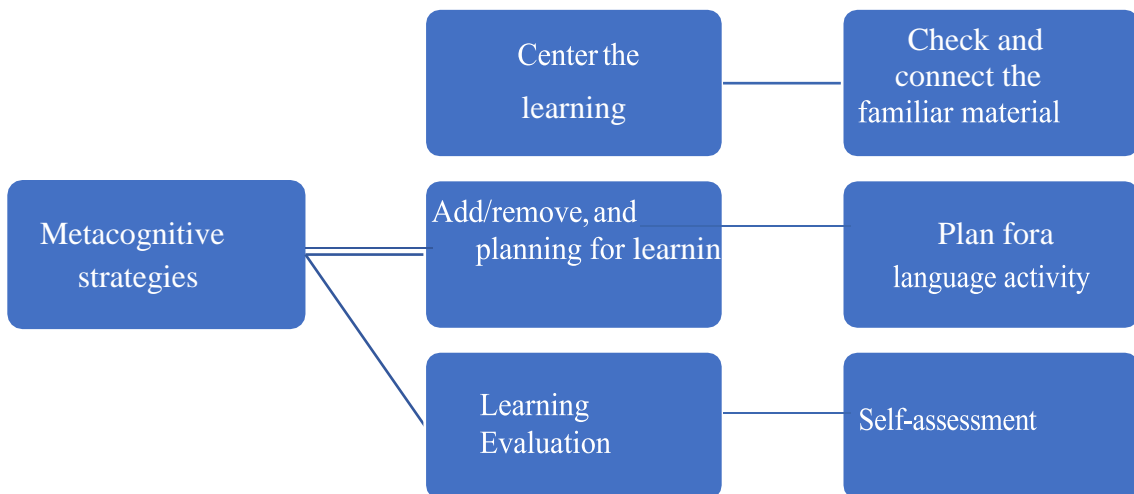 Center the
learning
Check and
connect the
familiar material
Metacognitive
strategies
Add/remove, and
planning for learnin
Plan fora
language activity
Learning
Evaluation
Self-assessment